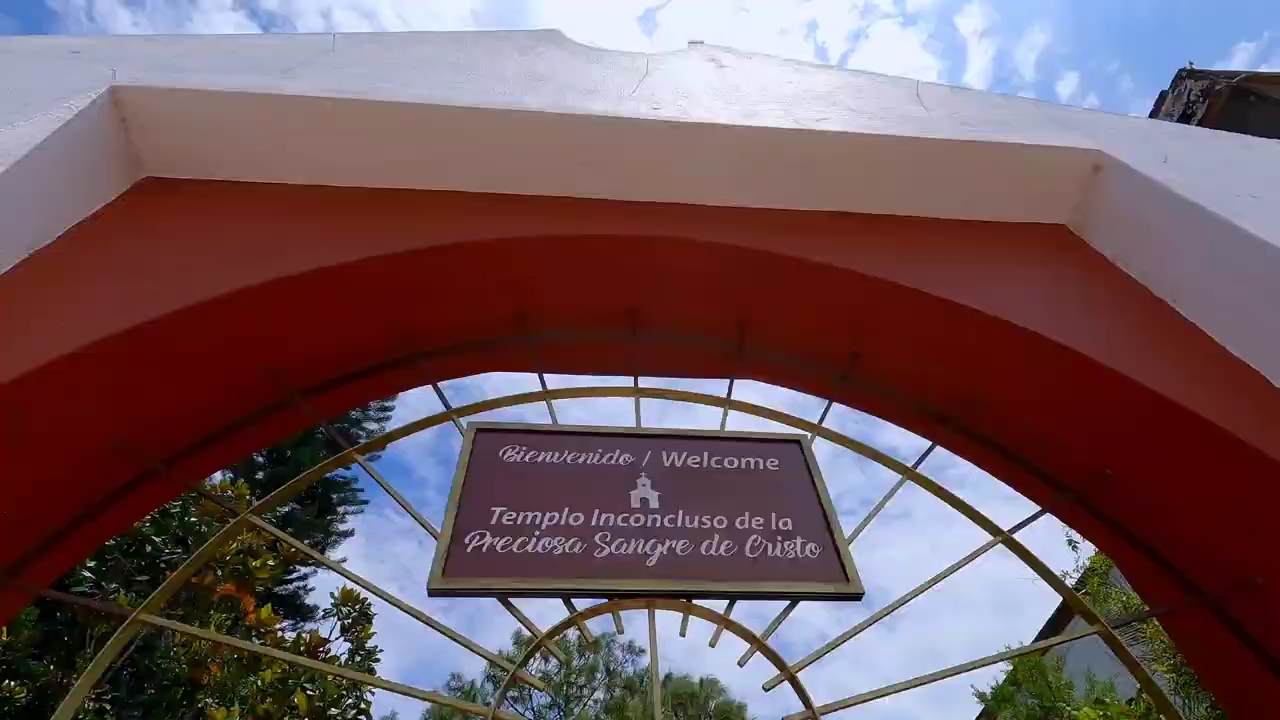 Bienvenido / Welcome
Templo Inconcluso de la
Preciosa Sangre de Cristo